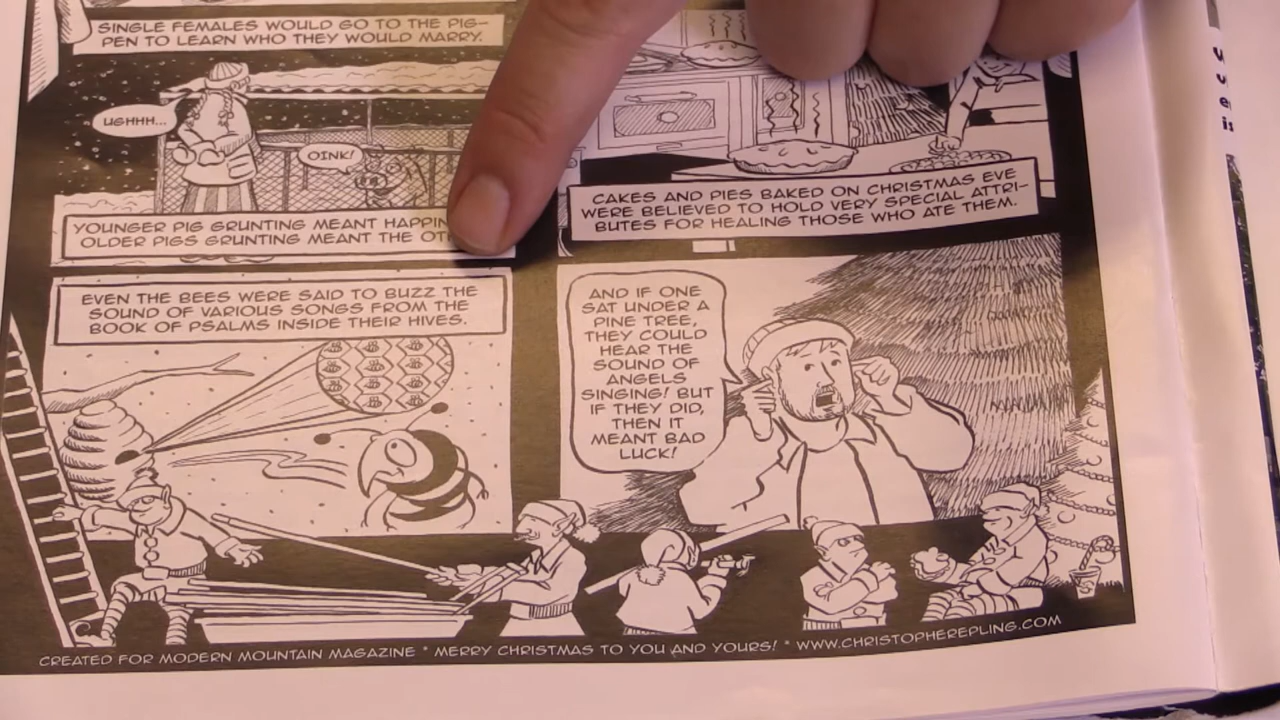 SINGLE FEMALES WOULD GO TO THE PIG-
PEN TO LEARN WHO THEY WOULD MARRY.
UGHHH...
OINK!
YOUNGER PIG GRUNTING MEANT
OLDER PIGS GRUNTING MEANT THE
CAKES AND PIES BAKED ON CHRISTMAS EVE
WERE BELIEVED TO HOLD VERY SPECIAL ATTRI-
BUTES FOR HEALING THOSE WHO ATE THEM.
EVEN THE BEES WERE SAID TO BUZZ THE
SOUND OF VARIOUS SONGS FROM THE
BOOK OF PSALMS INSIDE THEIR HIVES.
AND IF ONE
SAT UNDER A
PINE TREE,
THEY COULD
HEAR THE
SOUND OF
ANGELS
SINGING! BUT
IF THEY DID,
THEN IT
MEANT BAD
LUCK!
CREATED FOR MODERN MOUNTAIN MAGAZINE * MERRY CHRISTMAS TO YOU AND YOURS! * WWW.CHRISTOPHEREPLING.COM